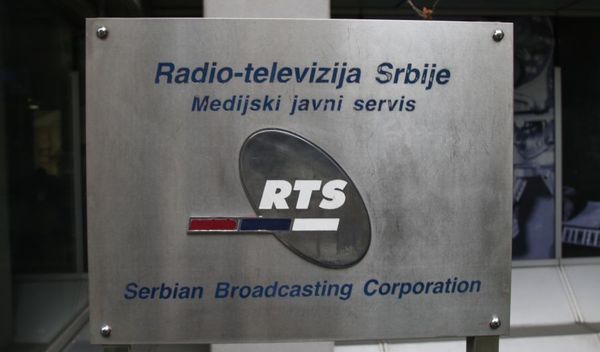 Radio-televizija Srbije
Medijski javni servis
RTS
Serbian Broadcasting Corporation